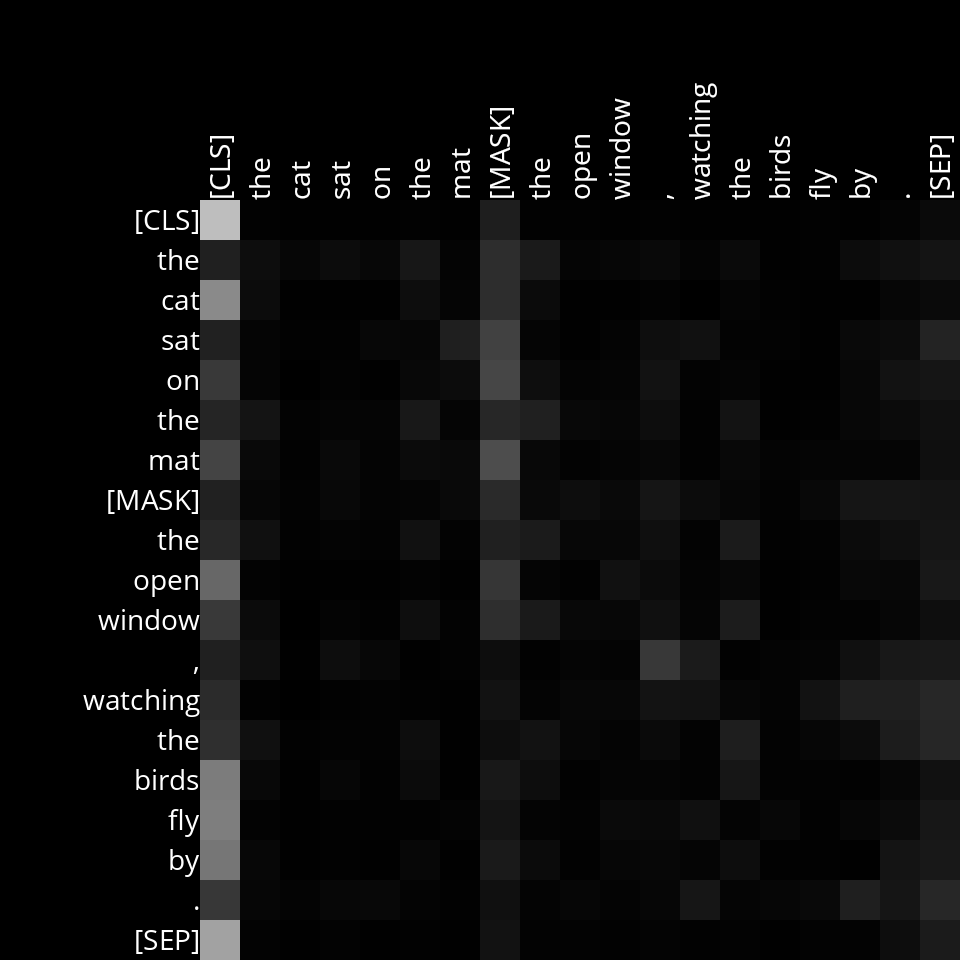 [CLS] the cat sat on the mat [MASK] the open window , watching the birds fly by . [SEP]
[CLS]
the
cat
sat
on
the
mat
[MASK]
the
open
window
,
watching
the
birds
fly
by
.
[SEP]